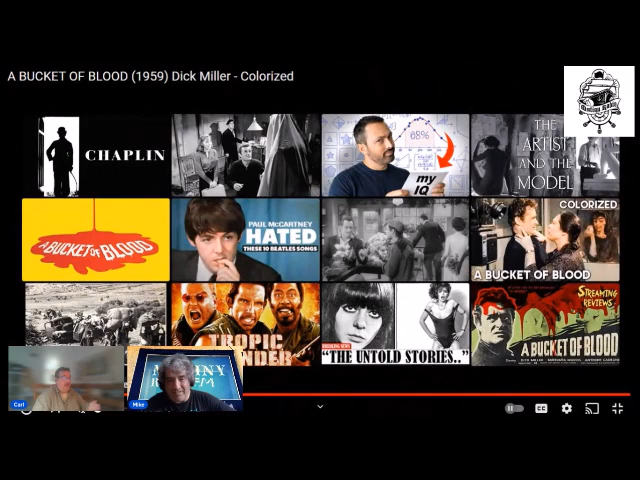 A BUCKET OF BLOOD (1959) Dick Miller - Colorized
CHAPLIN
68%
my
IQ
THE
ARTIST
AND THE
MODEL
A BUCKET OF BLOOD
PAUL McCARTNEY
HATED
THESE 10 BEATLES SONGS
COLORIZED
A BUCKET OF BLOOD
TROPIC
"THE UNTOLD STORIES.."
STREAMING
REVIEWS
A BUCKET OF BLOOD
Carl
Mike
CC